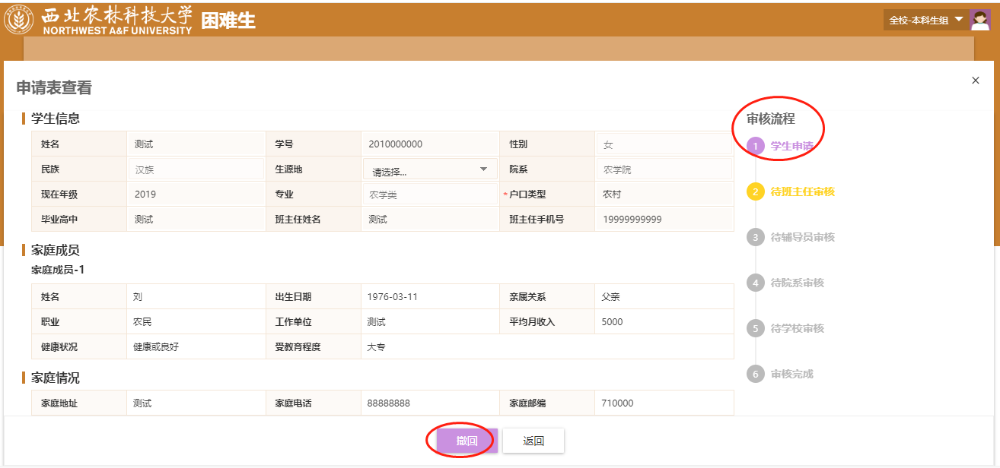 西北农林科技大学 困难生
NORTHWEST A&F UNIVERSITY
全校-本科生组
申请表查看
×
学生信息
姓名 测试 学号 2010000000 性别 女
民族 汉族 生源地 请选择... 院系 农学院
现在年级 2019 专业 农学类 *户口类型 农村
毕业高中 测试 班主任姓名 测试 班主任手机号 19999999999
家庭成员
家庭成员-1
姓名 刘 出生日期 1976-03-11 亲属关系 父亲
职业 农民 工作单位 测试 平均月收入 5000
健康状况 健康或良好 受教育程度 大专
家庭情况
家庭地址 测试 家庭电话 88888888 家庭邮编 710000
审核流程
1 学生申请
2 待班主任审核
3 待辅导员审核
4 待院系审核
5 待学校审核
6 审核完成
撤回 返回